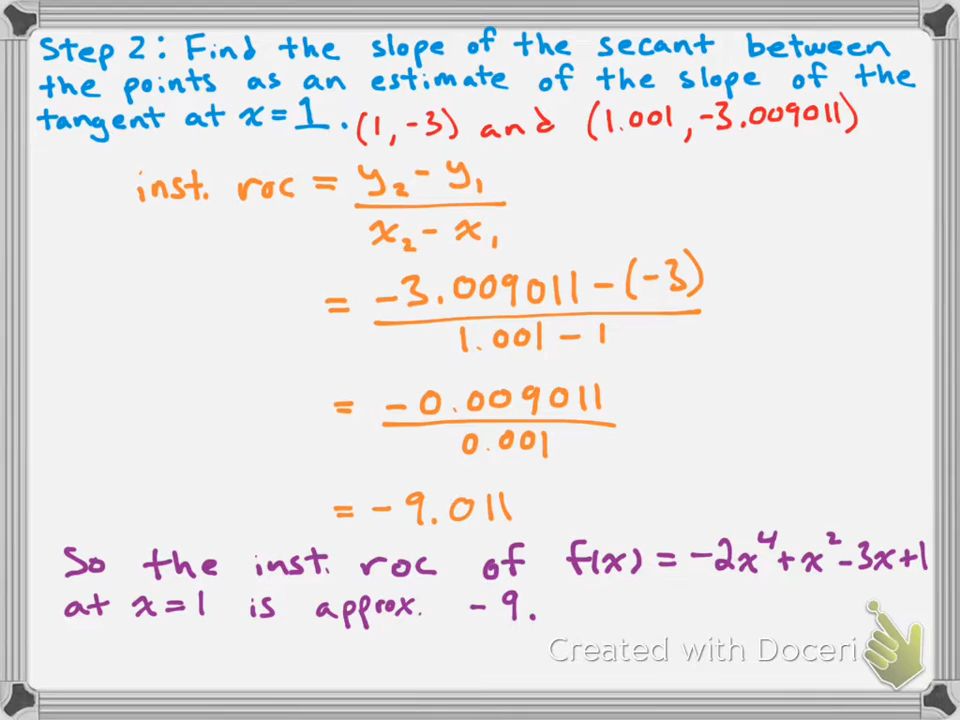 Step 2: Find the slope of the secant between
the points as an estimate of the slope of the
tangent at x = 1. (1, -3) and (1.001, -3.009011)
inst. roc = y₂ - y₁
x₂ - x₁
= -3.009011 - (-3)
1.001 - 1
= -0.009011
0.001
= -9.011
So the inst. roc of f(x) = -2x⁴ + x² - 3x + 1
at x = 1 is approx. -9.
Created with Doceri